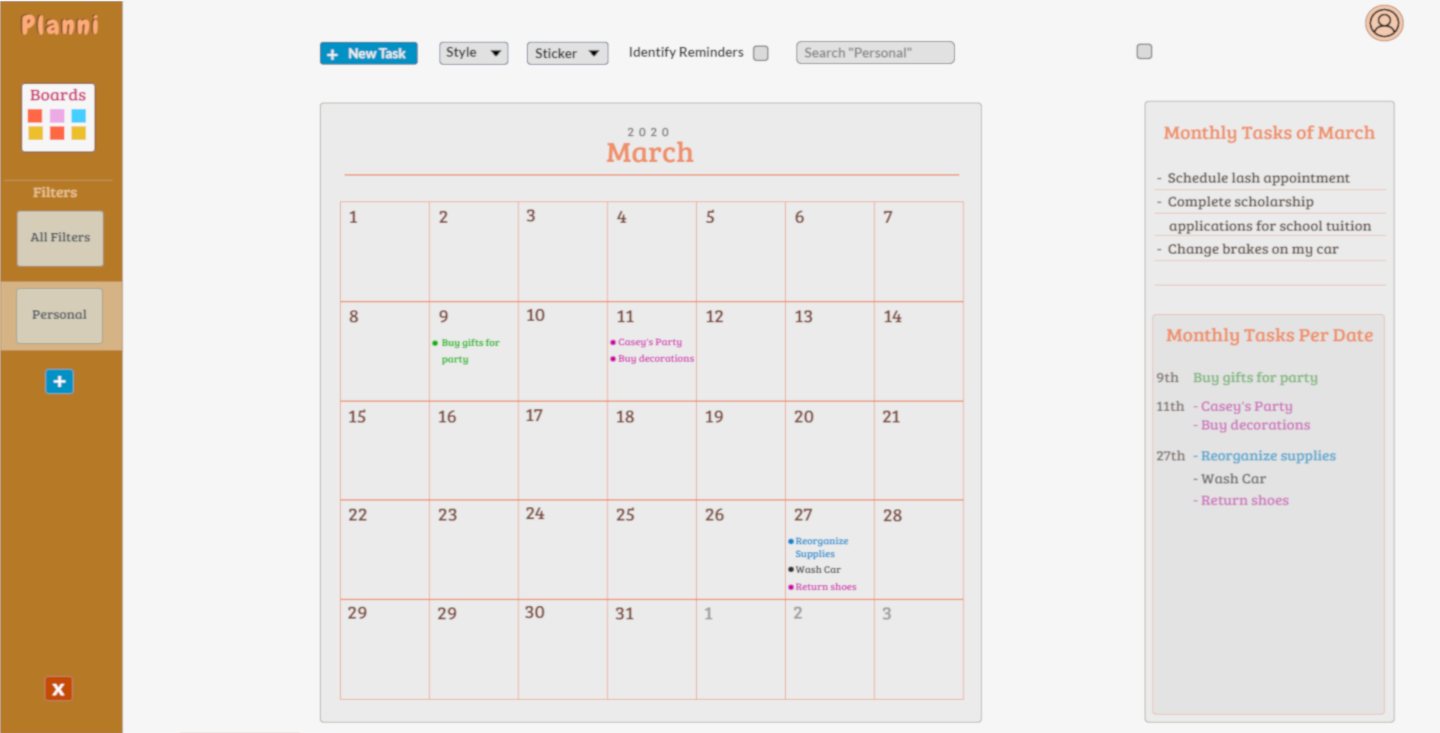 Planni
Boards
Filters
All Filters
Personal
+
X
+ New Task
Style
Sticker
Identify Reminders
Search "Personal"
2020
March
1 2 3 4 5 6 7
8 9 10 11 12 13 14
• Buy gifts for
party
• Casey's Party
• Buy decorations
15 16 17 18 19 20 21
22 23 24 25 26 27 28
• Reorganize
Supplies
• Wash Car
• Return shoes
29 29 30 31 1 2 3
Monthly Tasks of March
- Schedule lash appointment
- Complete scholarship
applications for school tuition
- Change brakes on my car
Monthly Tasks Per Date
9th Buy gifts for party
11th - Casey's Party
- Buy decorations
27th - Reorganize supplies
- Wash Car
- Return shoes